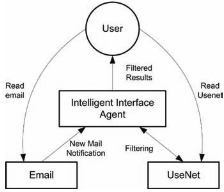 User
Filtered
Results
Read
email
Read
Usenet
Intelligent Interface
Agent
New Mail
Notification
Filtering
Email
UseNet